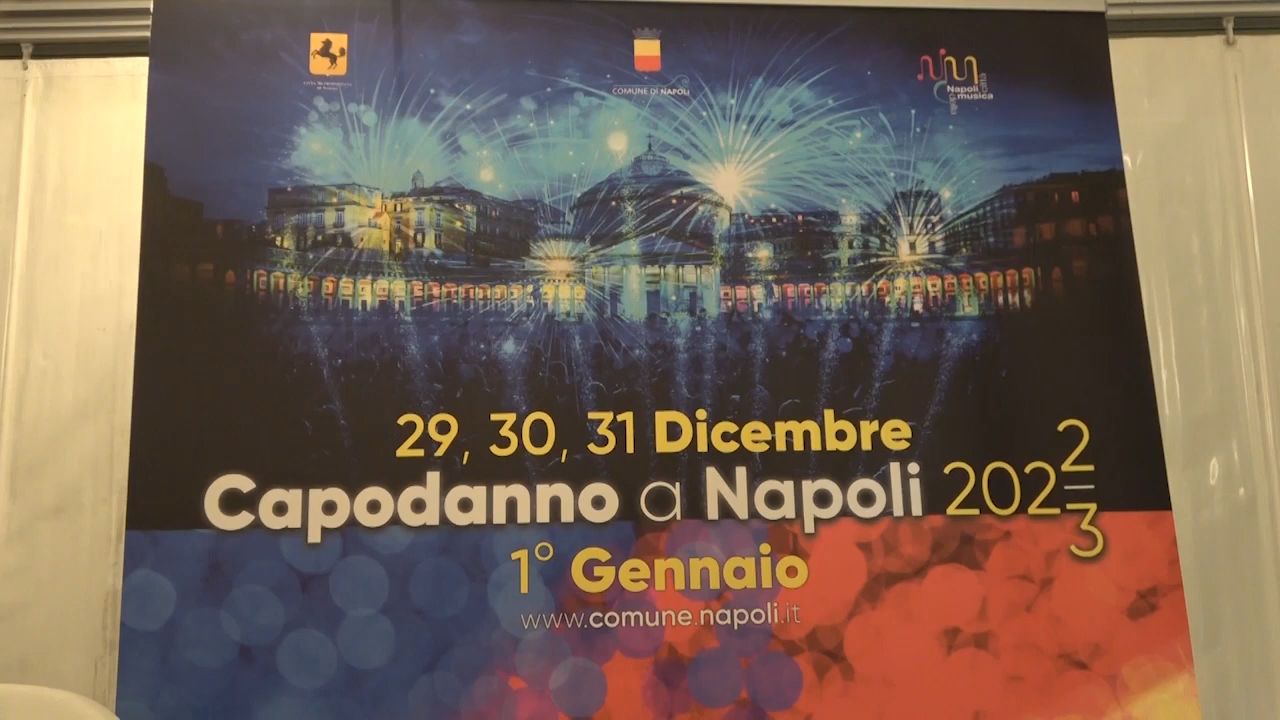 COMUNE DI NAPOLI
Napoli
città
musica
29, 30, 31 Dicembre
Capodanno a Napoli 2022
3
1° Gennaio
www.comune.napoli.it